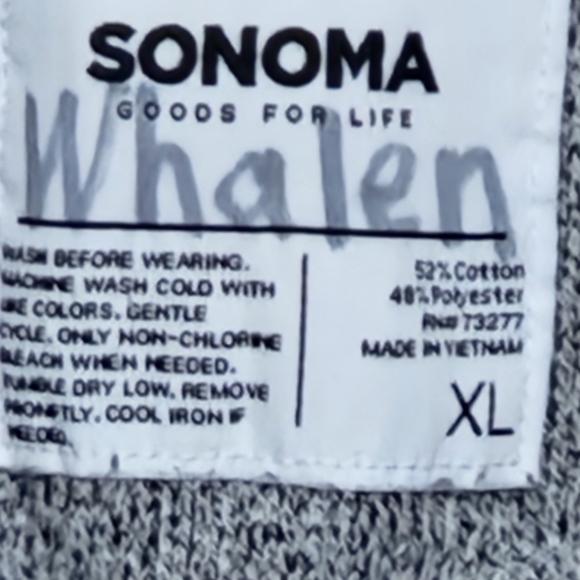 SONOMA
GOODS FOR LIFE
Whalen
WASH BEFORE WEARING.
MACHINE WASH COLD WITH
LIKE COLORS. GENTLE
CYCLE. ONLY NON-CHLORINE
BLEACH WHEN NEEDED.
TUMBLE DRY LOW. REMOVE
PROMPTLY. COOL IRON IF
NEEDED.
52% Cotton
48% Polyester
RN# 73277
MADE IN VIETNAM
XL